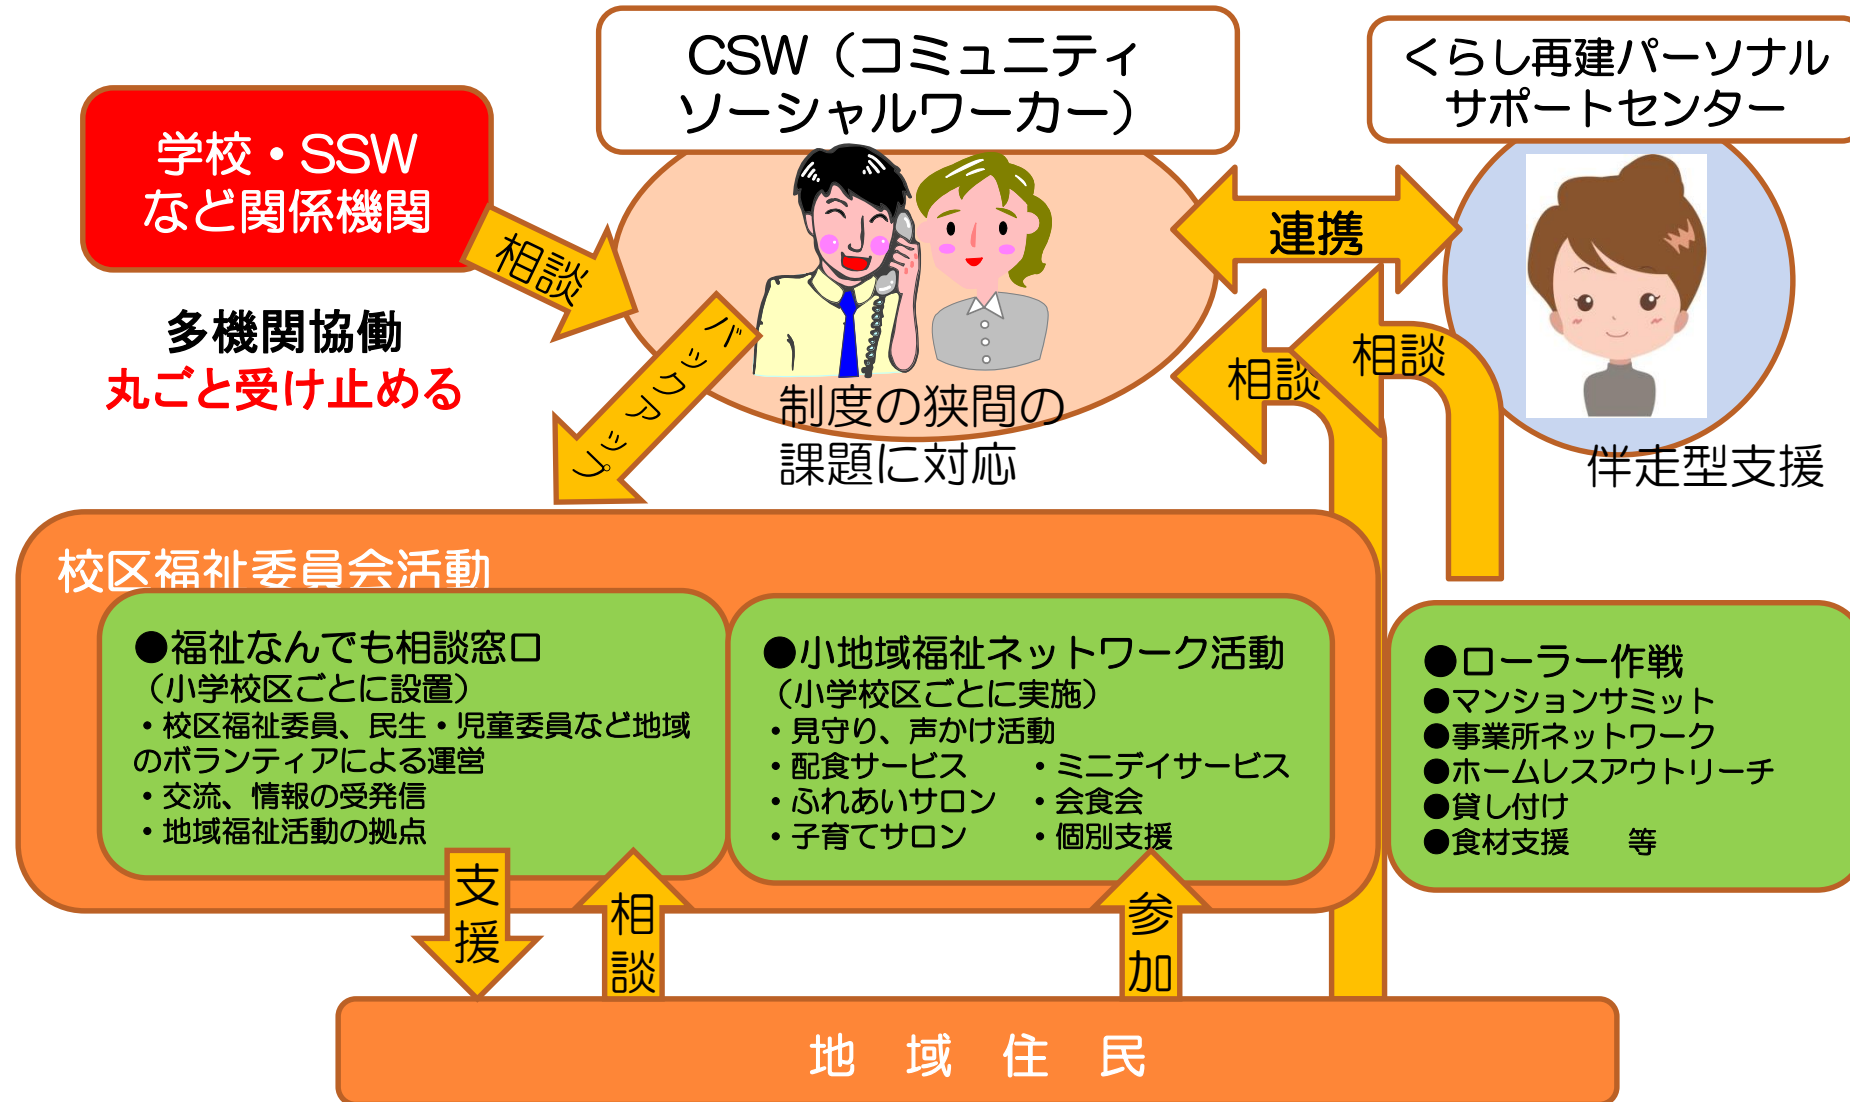 CSW（コミュニティ
ソーシャルワーカー）
くらし再建パーソナル
サポートセンター
学校・SSW
など関係機関
相談
連携
多機関協働
丸ごと受け止める
バックアップ
相談
相談
制度の狭間の
課題に対応
伴走型支援
校区福祉委員会活動
●福祉なんでも相談窓口
（小学校区ごとに設置）
・校区福祉委員、民生・児童委員など地域
のボランティアによる運営
・交流、情報の受発信
・地域福祉活動の拠点
●小地域福祉ネットワーク活動
（小学校区ごとに実施）
・見守り、声かけ活動
・配食サービス　　・ミニデイサービス
・ふれあいサロン　・会食会
・子育てサロン　　・個別支援
●ローラー作戦
●マンションサミット
●事業所ネットワーク
●ホームレスアウトリーチ
●貸し付け
●食材支援　　等
支援
相談
参加
地　域　住　民